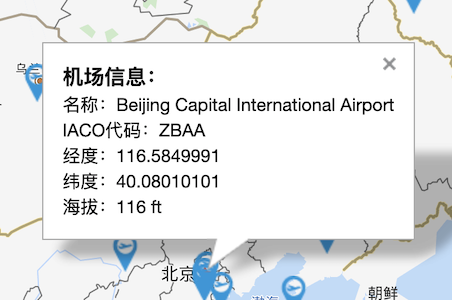 乌兰
机场信息：
名称：Beijing Capital International Airport
IACO代码：ZBAA
经度：116.5849991
纬度：40.08010101
海拔：116 ft
北京
渤海
朝鲜